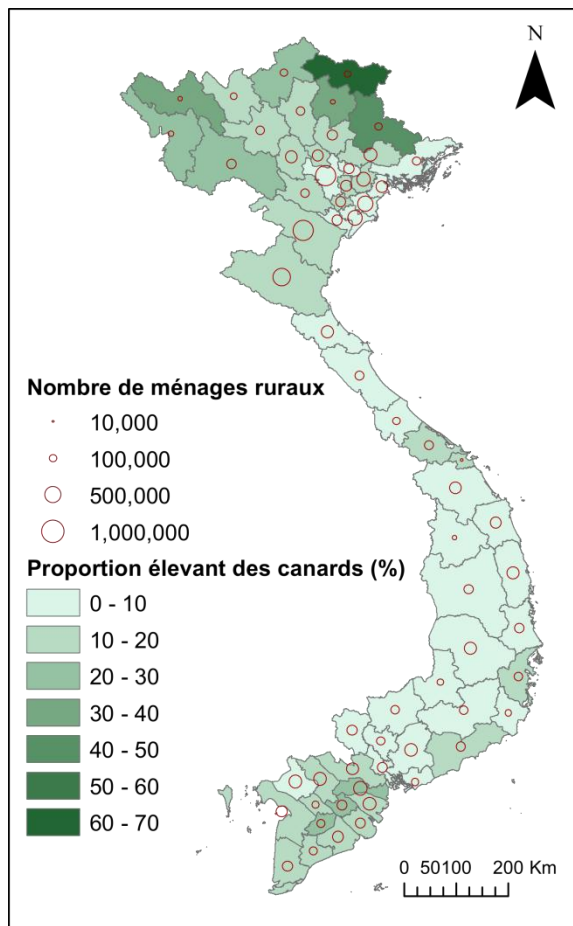 N
Nombre de ménages ruraux
10,000
100,000
500,000
1,000,000
Proportion élevant des canards (%)
0 - 10
10 - 20
20 - 30
30 - 40
40 - 50
50 - 60
60 - 70
0 50100 200 Km